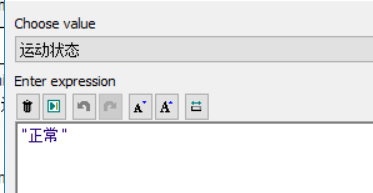 Choose value
运动状态
Enter expression
"正常"